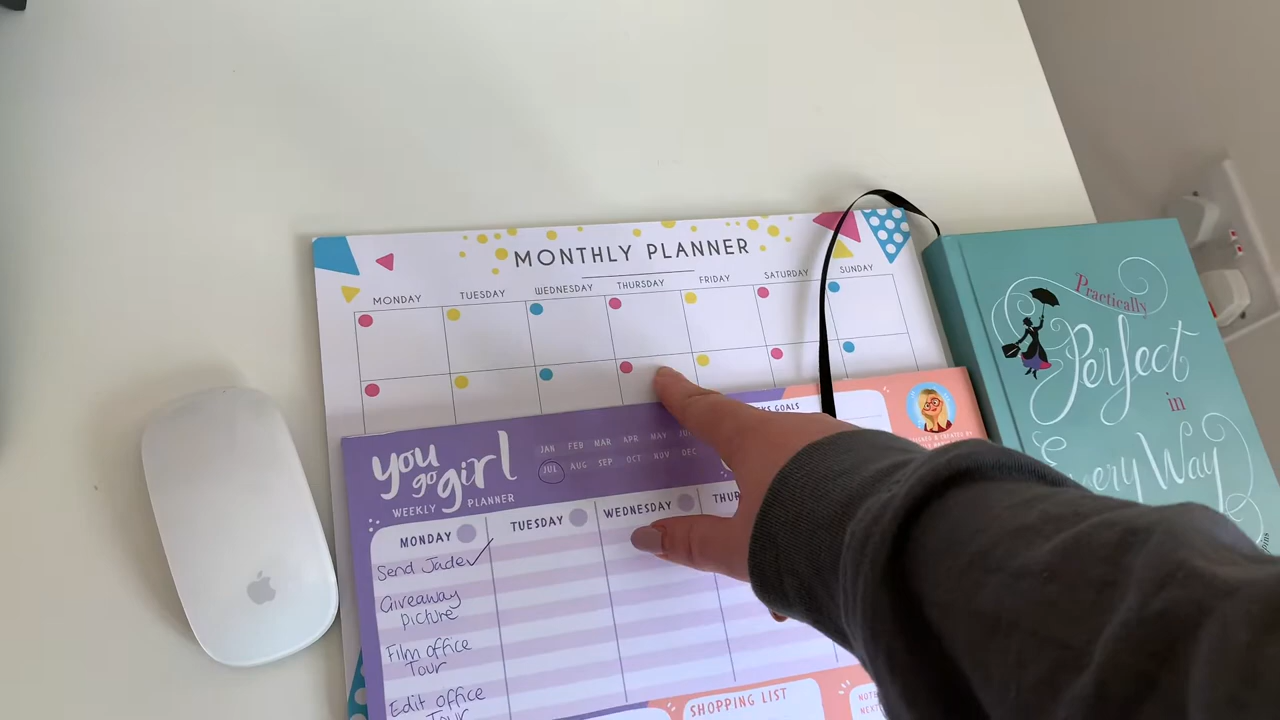 MONTHLY PLANNER
MONDAY TUESDAY WEDNESDAY THURSDAY FRIDAY SATURDAY SUNDAY
you
go
girl
WEEKLY PLANNER
JAN FEB MAR APR MAY
JUL AUG SEP OCT NOV DEC
GOALS
MONDAY TUESDAY WEDNESDAY
Send Jade✓
Giveaway
picture
Film office
Tour
Edit office
Tour
SHOPPING LIST
Practically
Perfect
in
Every Way